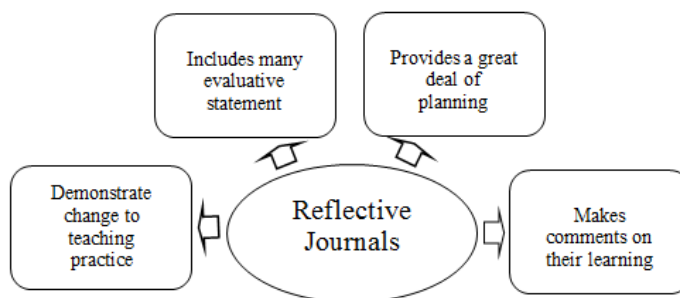 Includes many
evaluative
statement
Provides a great
deal of
planning
Demonstrate
change to
teaching
practice
Reflective
Journals
Makes
comments on
their learning